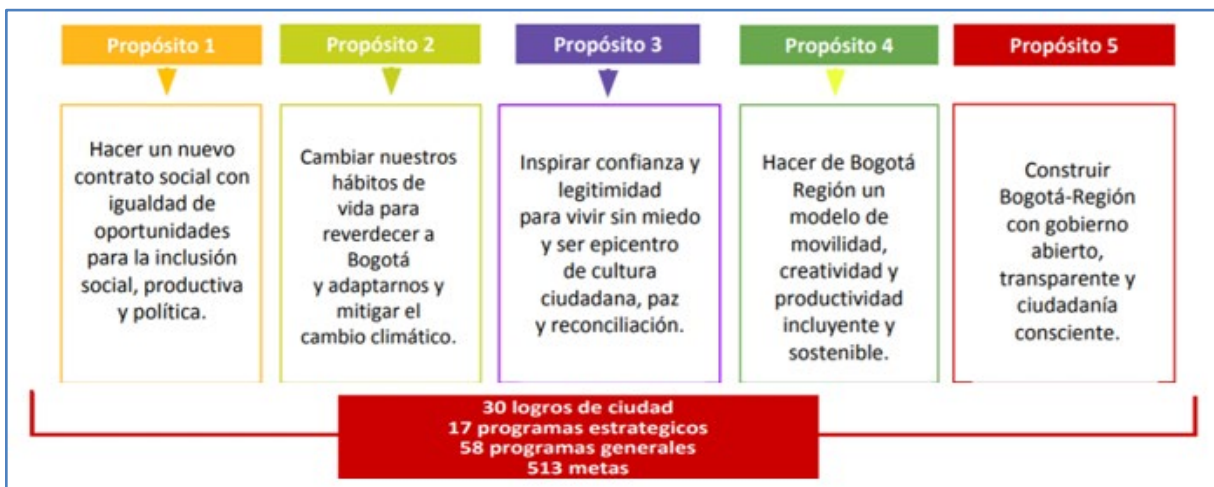 Propósito 1
Hacer un nuevo
contrato social con
igualdad de
oportunidades
para la inclusión
social, productiva
y política.
Propósito 2
Cambiar nuestros
hábitos de
vida para
reverdecer a
Bogotá
y adaptarnos y
mitigar el
cambio climático.
Propósito 3
Inspirar confianza y
legitimidad
para vivir sin miedo
y ser epicentro
de cultura
ciudadana, paz
y reconciliación.
Propósito 4
Hacer de Bogotá
Región un
modelo de
movilidad,
creatividad y
productividad
incluyente y
sostenible.
Propósito 5
Construir
Bogotá-Región
con gobierno
abierto,
transparente y
ciudadanía
consciente.
30 logros de ciudad
17 programas estrategicos
58 programas generales
513 metas